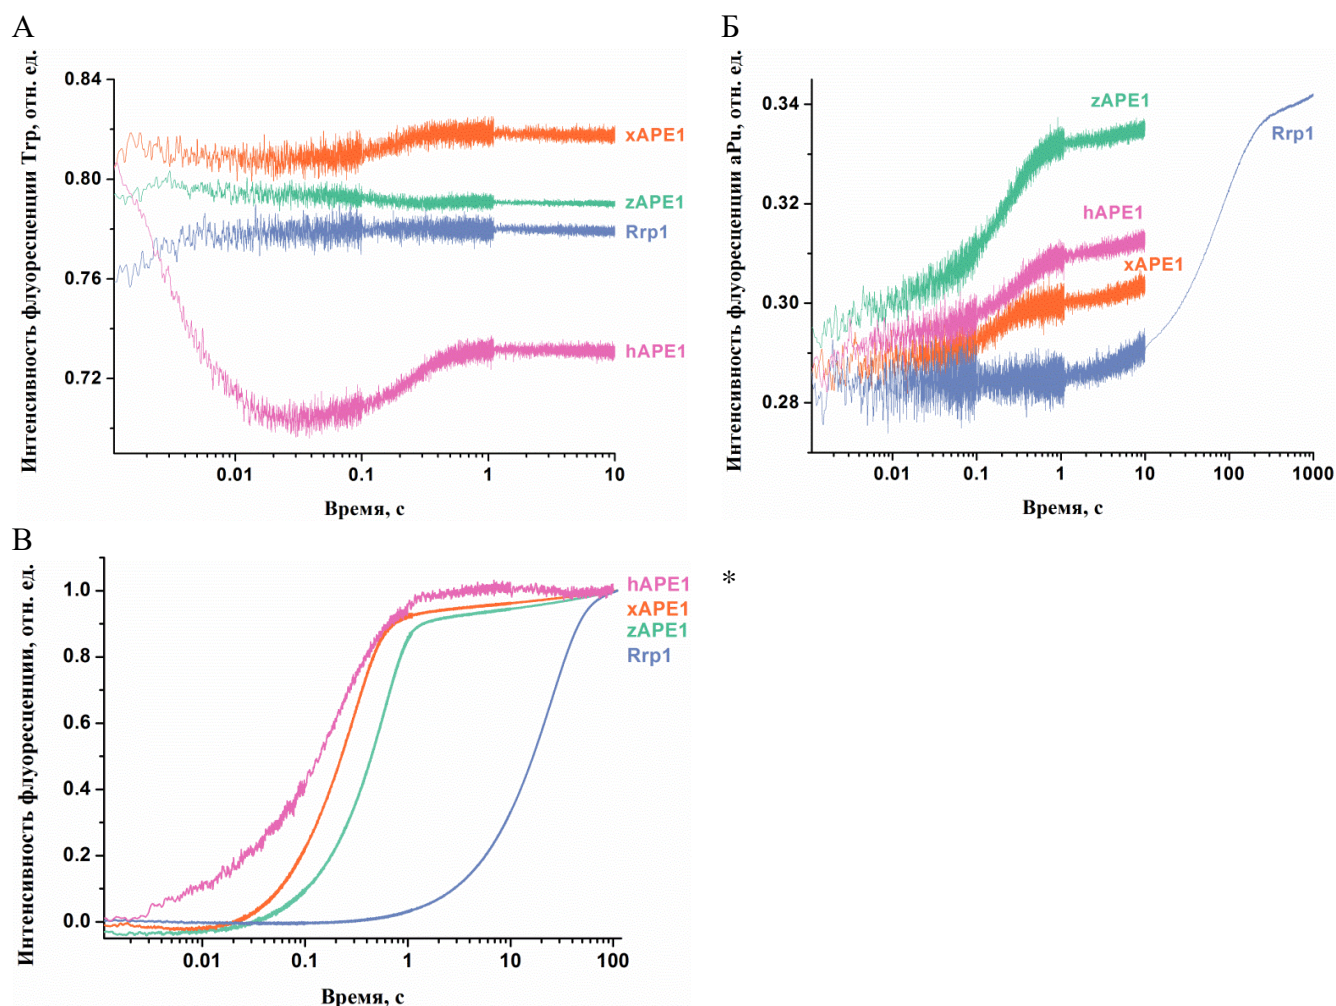 А
Интенсивность флуоресценции Trp, отн. ед.
0.84
0.80
0.76
0.72
xAPE1
zAPE1
Rrp1
hAPE1
0.01
0.1
1
10
Время, с
Б
Интенсивность флуоресценции aPu, отн. ед.
0.34
0.32
0.30
0.28
zAPE1
Rrp1
hAPE1
xAPE1
0.01
0.1
1
10
100
1000
Время, с
В
Интенсивность флуоресценции, отн. ед.
1.0
0.8
0.6
0.4
0.2
0.0
hAPE1
xAPE1
zAPE1
Rrp1
0.01
0.1
1
10
100
Время, с
*